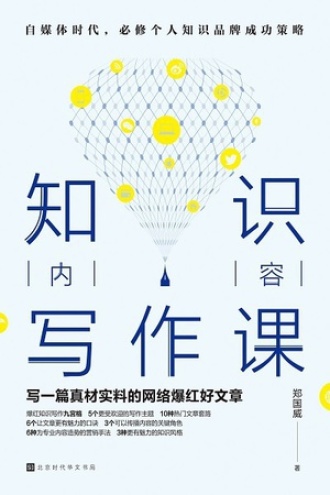 自媒体时代，必修个人知识品牌成功策略
知识
内 容
写作课
写一篇真材实料的网络爆红好文章
爆红知识写作九宫格 5个更受欢迎的写作主题 10种热门文章套路
6个让文章更有魅力的口诀 3个可以传播内容的关键角色
6种为专业内容造势的营销手法 3种更有魅力的知识风格
郑国威 著
北京时代华文书局